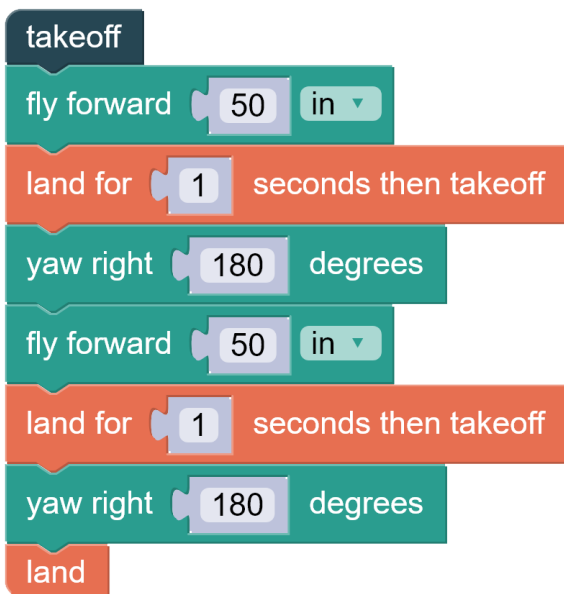 takeoff
fly forward 50 in
land for 1 seconds then takeoff
yaw right 180 degrees
fly forward 50 in
land for 1 seconds then takeoff
yaw right 180 degrees
land